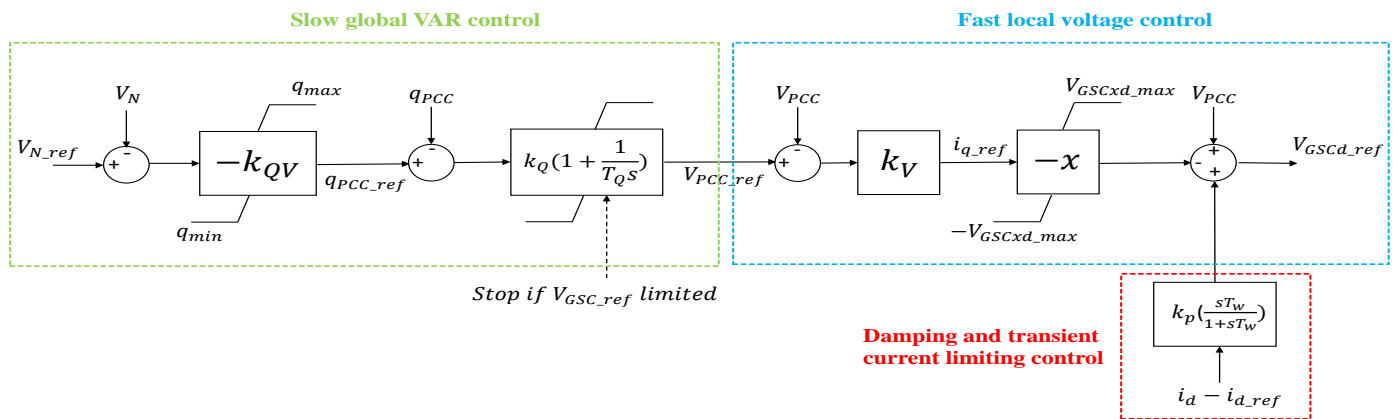 Slow global VAR control
Fast local voltage control
V_N
q_max
q_PCC
V_PCC
V_GSCxd_max
V_PCC
V_N_ref
+
-
-k_QV
q_PCC_ref
+
-
k_Q(1 + 1/(T_Q s))
V_PCC_ref
+
-
k_V
i_q_ref
-x
-
+
+
V_GSCd_ref
q_min
-V_GSCxd_max
Stop if V_GSC_ref limited
Damping and transient
current limiting control
k_p(sT_w/(1+sT_w))
i_d - i_d_ref